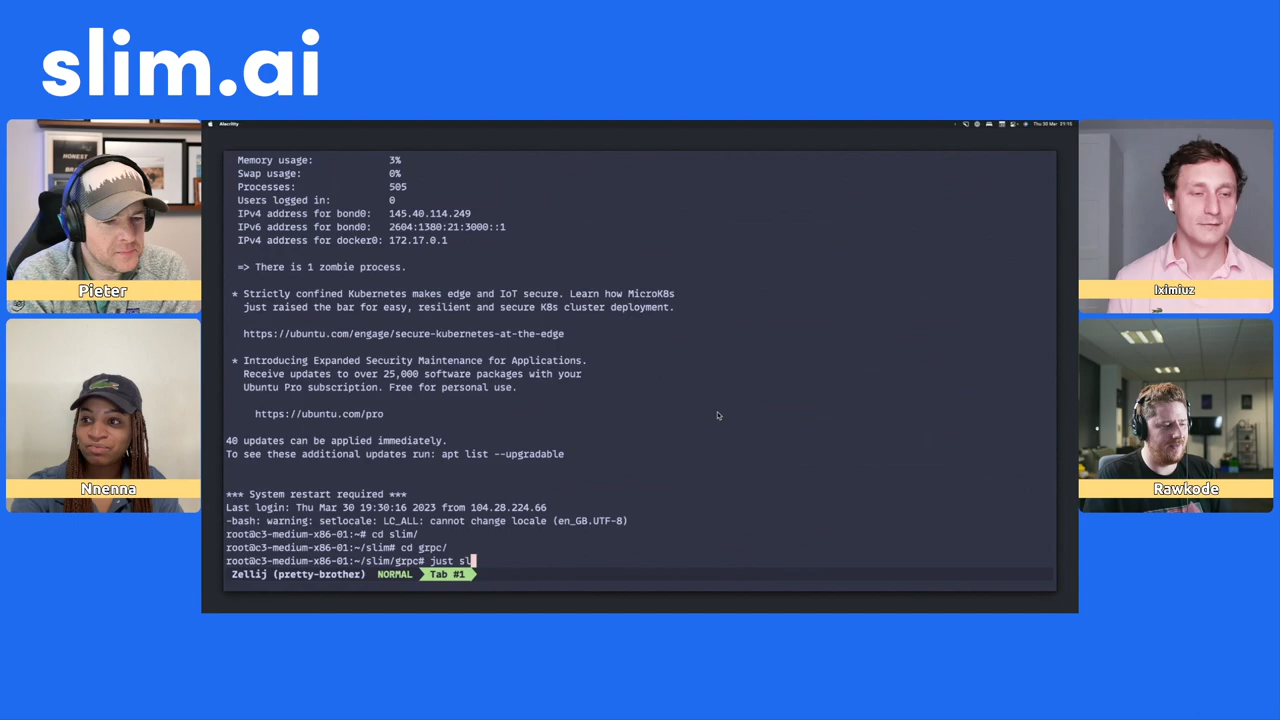 slim.ai
Alacritty
Thu 30 Mar 21:15
HONEST
Memory usage: 3%
Swap usage: 0%
Processes: 505
Users logged in: 0
IPv4 address for bond0: 145.40.114.249
IPv6 address for bond0: 2604:1380:21:3000::1
IPv4 address for docker0: 172.17.0.1
=> There is 1 zombie process.
* Strictly confined Kubernetes makes edge and IoT secure. Learn how MicroK8s
just raised the bar for easy, resilient and secure K8s cluster deployment.
https://ubuntu.com/engage/secure-kubernetes-at-the-edge
* Introducing Expanded Security Maintenance for Applications.
Receive updates to over 25,000 software packages with your
Ubuntu Pro subscription. Free for personal use.
https://ubuntu.com/pro
40 updates can be applied immediately.
To see these additional updates run: apt list --upgradable
*** System restart required ***
Last login: Thu Mar 30 19:30:16 2023 from 104.28.224.66
-bash: warning: setlocale: LC_ALL: cannot change locale (en_GB.UTF-8)
root@c3-medium-x86-01:~# cd slim/
root@c3-medium-x86-01:~/slim# cd grpc/
root@c3-medium-x86-01:~/slim/grpc# just sl
Zellij (pretty-brother) NORMAL Tab #1
Pieter
Nnenna
Iximiuz
Rawkode